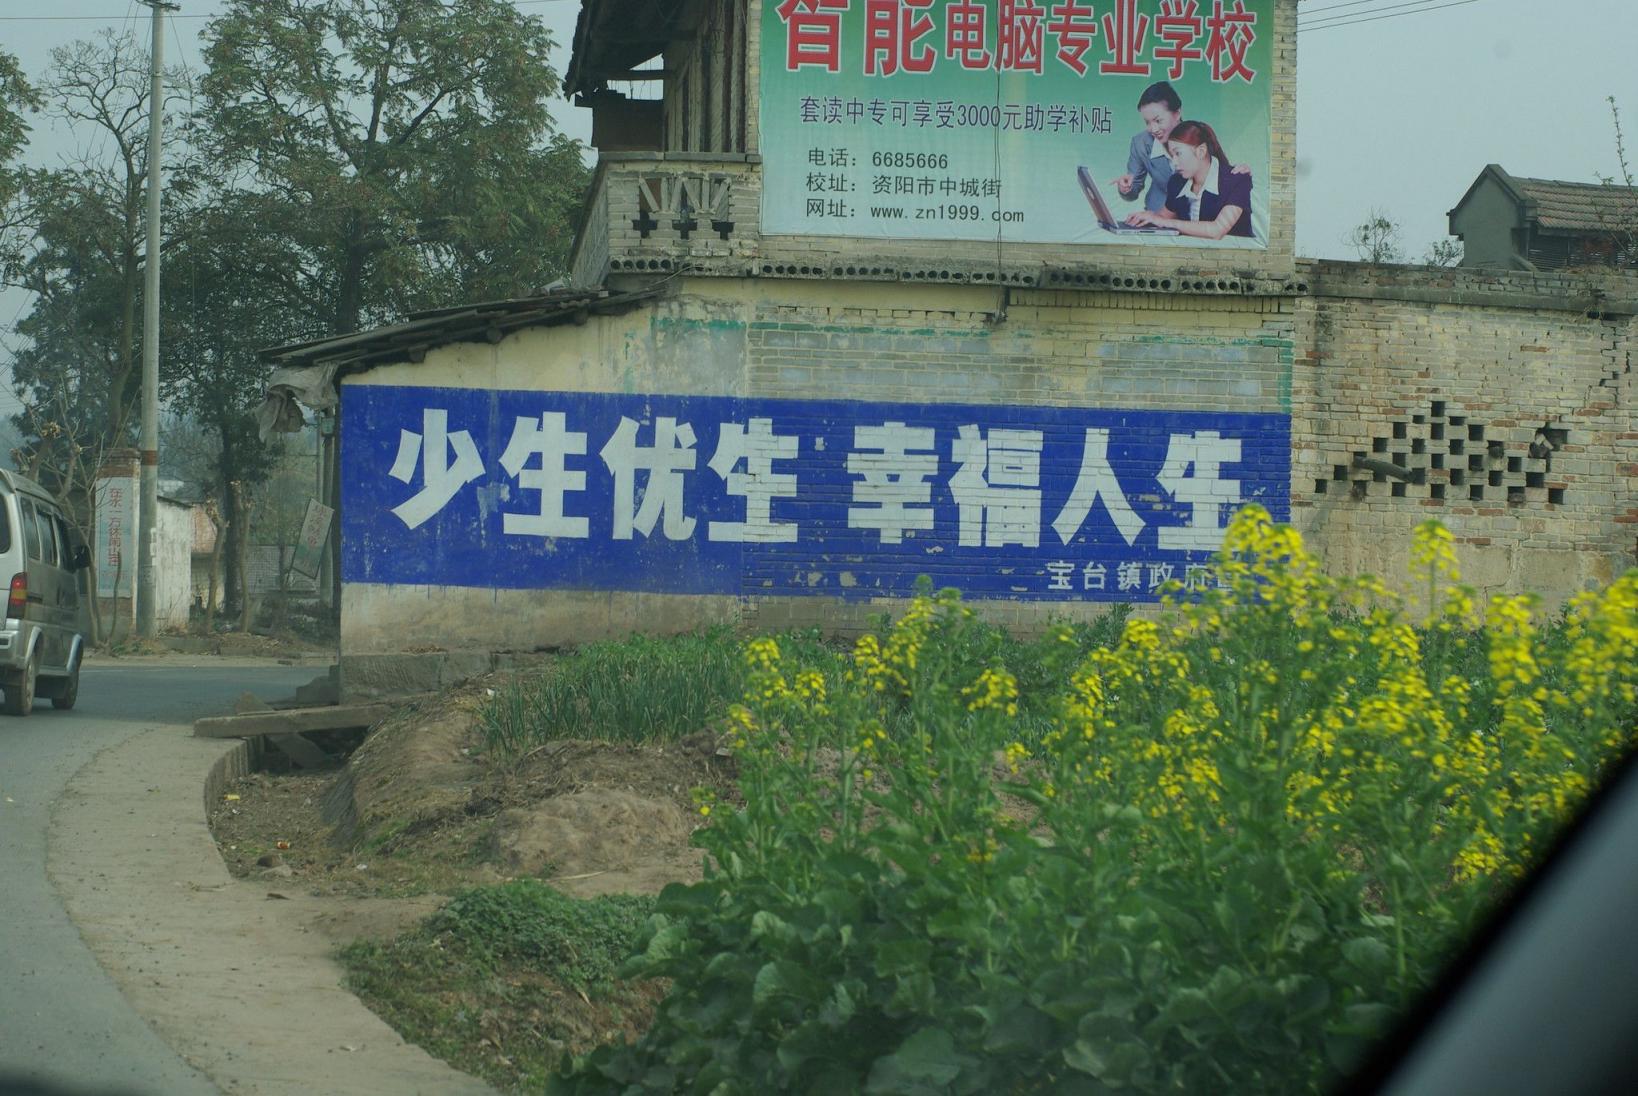 智能电脑专业学校
套读中专可享受3000元助学补贴
电话：6685666
校址：资阳市中城街
网址：www.zn1999.com
少生优生 幸福人生
宝台镇政府